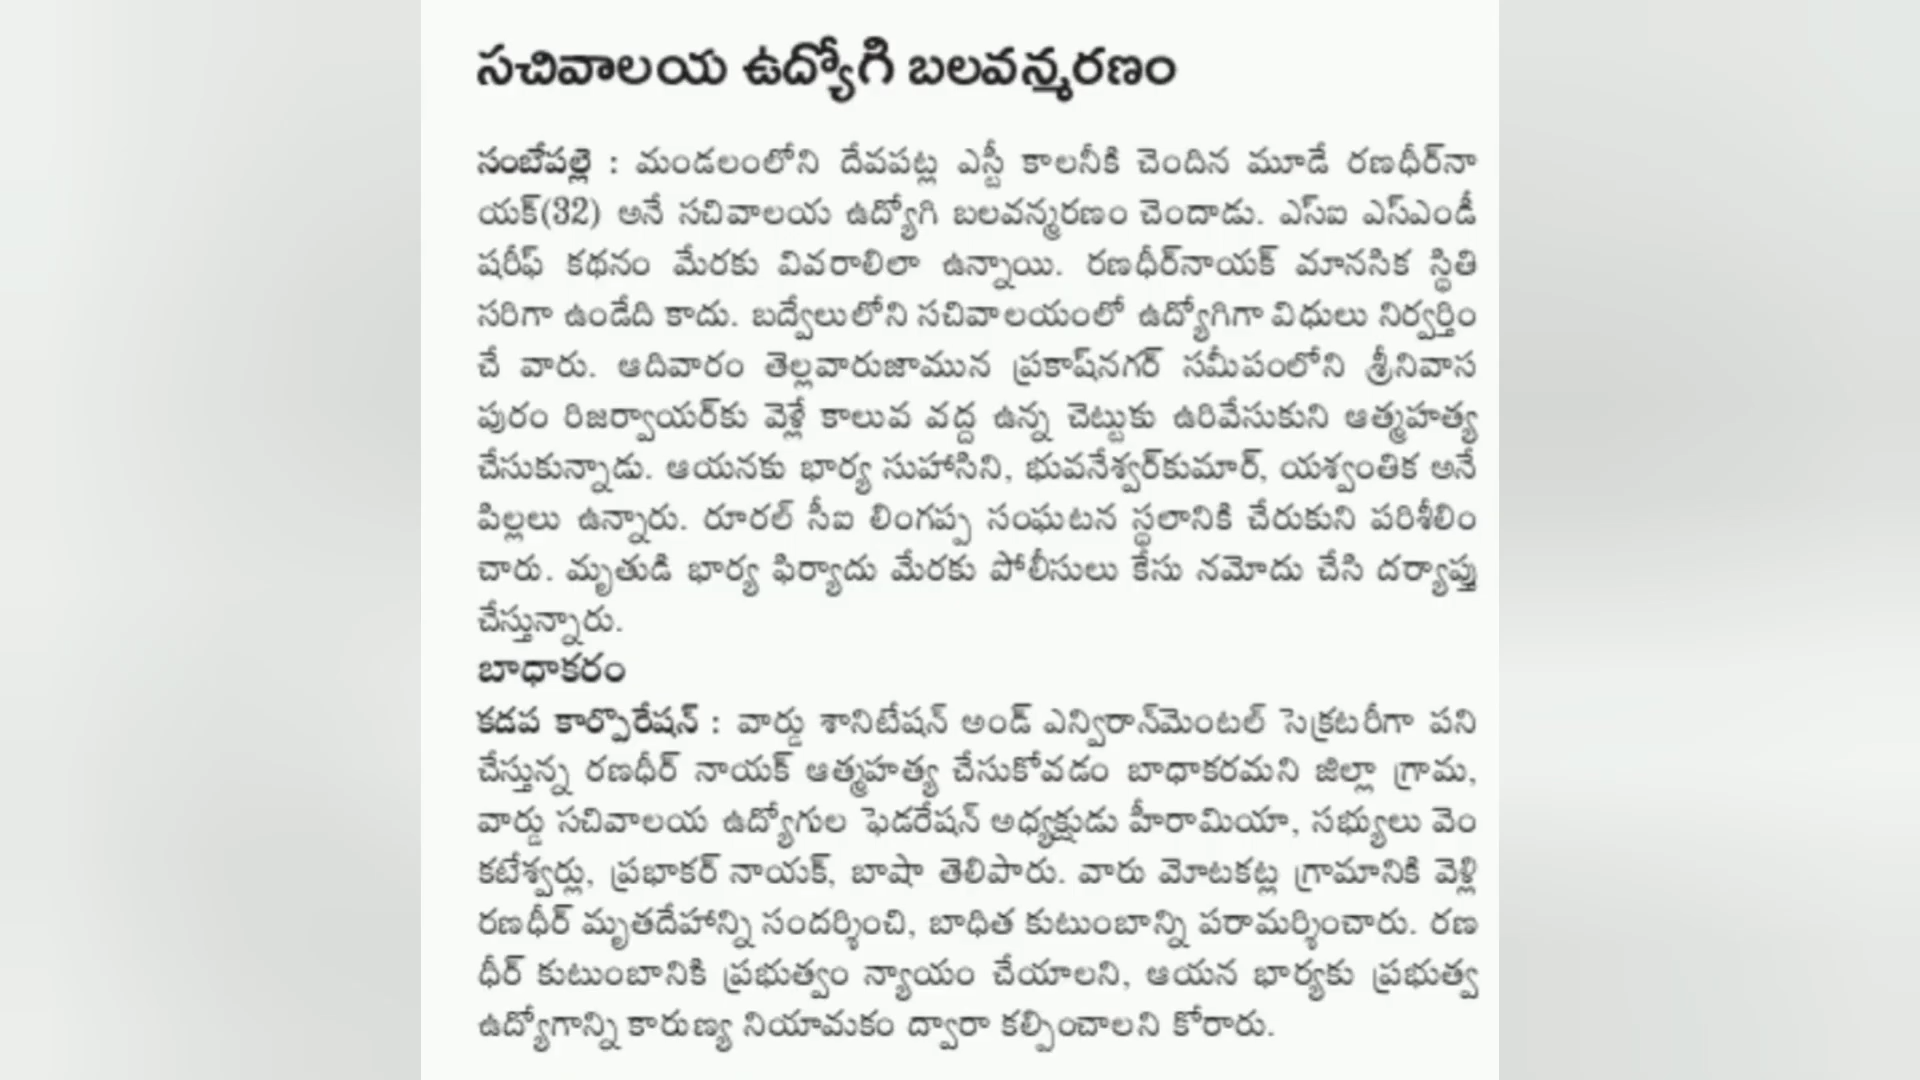 సచివాలయ ఉద్యోగి బలవన్మరణం
సంబేపల్లె : మండలంలోని దేవపట్ల ఎస్టీ కాలనీకి చెందిన మూడే రణధీర్‌నా
యక్(32) అనే సచివాలయ ఉద్యోగి బలవన్మరణం చెందాడు. ఎస్ఐ ఎస్ఎండీ
షరీఫ్ కథనం మేరకు వివరాలిలా ఉన్నాయి. రణధీర్‌నాయక్ మానసిక స్థితి
సరిగా ఉండేది కాదు. బద్వేలులోని సచివాలయంలో ఉద్యోగిగా విధులు నిర్వర్తిం
చే వారు. ఆదివారం తెల్లవారుజామున ప్రకాష్‌నగర్ సమీపంలోని శ్రీనివాస
పురం రిజర్వాయర్‌కు వెళ్లే కాలువ వద్ద ఉన్న చెట్టుకు ఉరివేసుకుని ఆత్మహత్య
చేసుకున్నాడు. ఆయనకు భార్య సుహాసిని, భువనేశ్వర్‌కుమార్, యశ్వంతిక అనే
పిల్లలు ఉన్నారు. రూరల్ సీఐ లింగప్ప సంఘటన స్థలానికి చేరుకుని పరిశీలిం
చారు. మృతుడి భార్య ఫిర్యాదు మేరకు పోలీసులు కేసు నమోదు చేసి దర్యాప్తు
చేస్తున్నారు.
బాధాకరం
కడప కార్పొరేషన్ : వార్డు శానిటేషన్ అండ్ ఎన్విరాన్‌మెంటల్ సెక్రటరీగా పని
చేస్తున్న రణధీర్ నాయక్ ఆత్మహత్య చేసుకోవడం బాధాకరమని జిల్లా గ్రామ,
వార్డు సచివాలయ ఉద్యోగుల ఫెడరేషన్ అధ్యక్షుడు హీరామియా, సభ్యులు వెం
కటేశ్వర్లు, ప్రభాకర్ నాయక్, బాషా తెలిపారు. వారు మోటకట్ల గ్రామానికి వెళ్లి
రణధీర్ మృతదేహాన్ని సందర్శించి, బాధిత కుటుంబాన్ని పరామర్శించారు. రణ
ధీర్ కుటుంబానికి ప్రభుత్వం న్యాయం చేయాలని, ఆయన భార్యకు ప్రభుత్వ
ఉద్యోగాన్ని కారుణ్య నియామకం ద్వారా కల్పించాలని కోరారు.